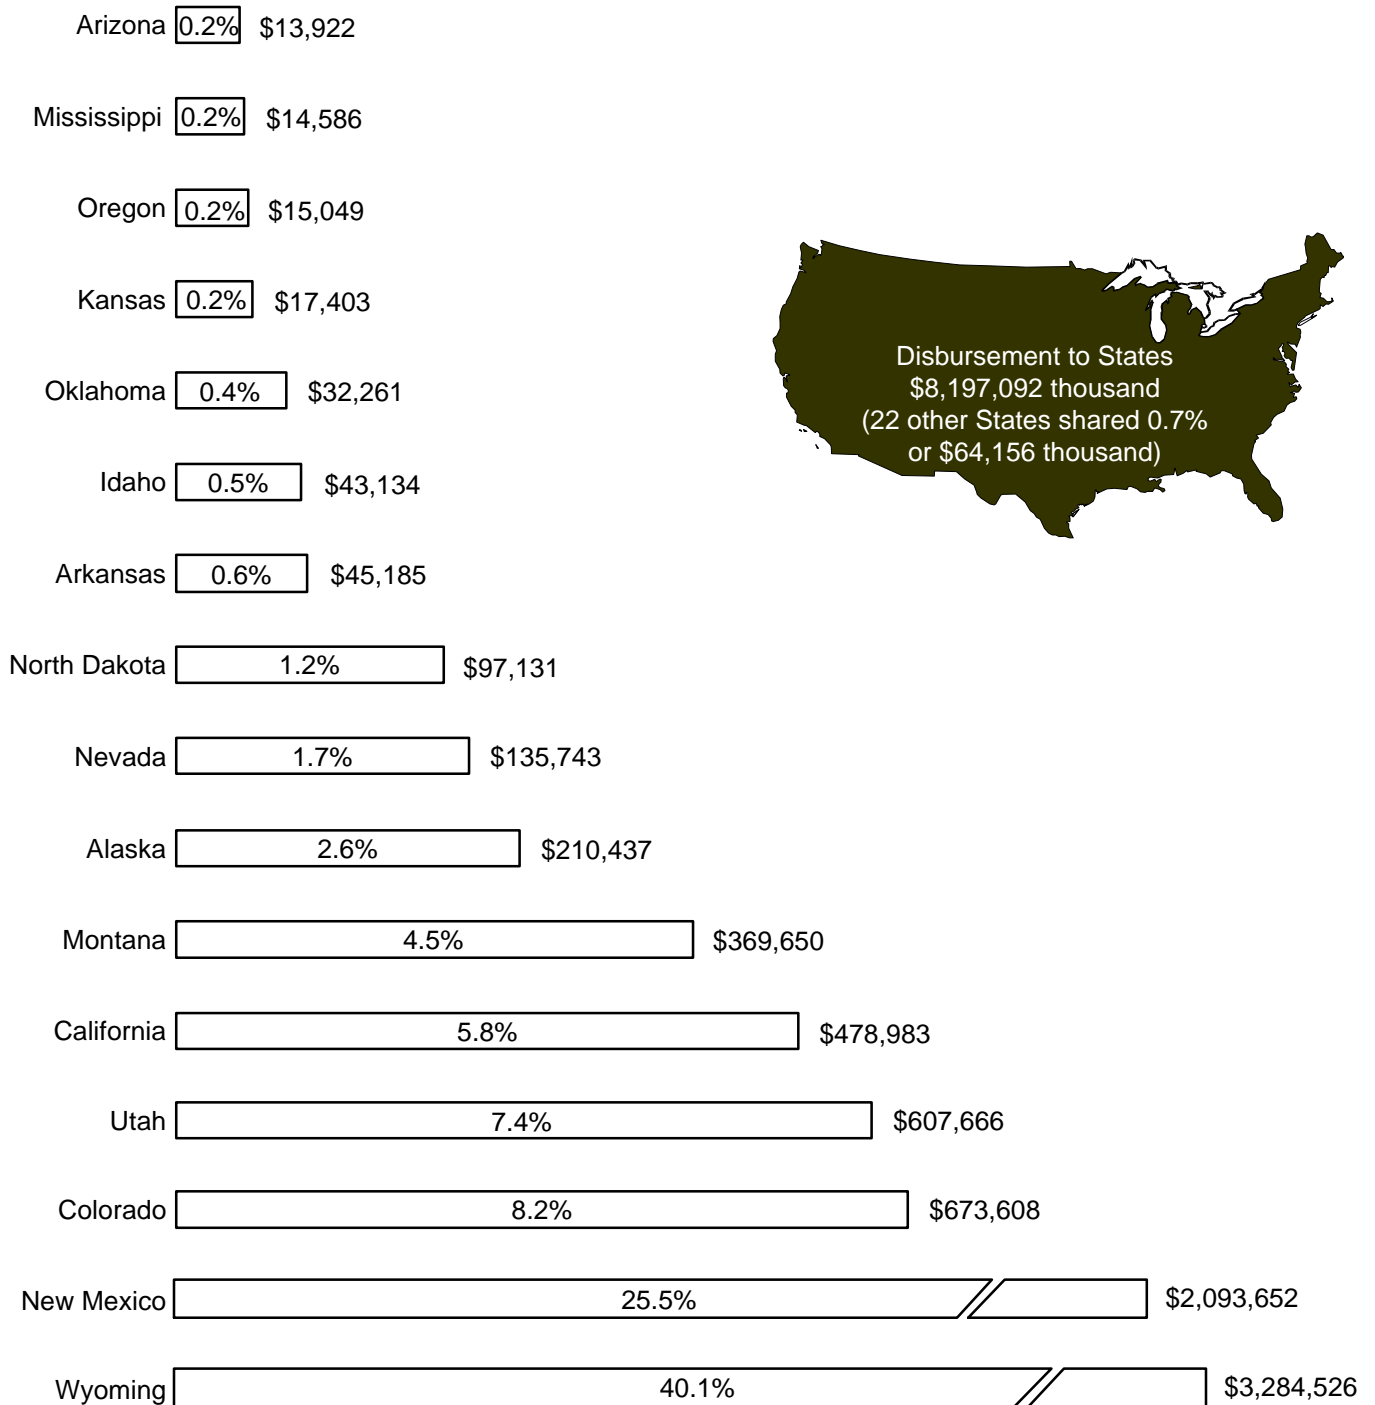 Arizona 0.2% $13,922
Mississippi 0.2% $14,586
Oregon 0.2% $15,049
Kansas 0.2% $17,403
Disbursement to States
$8,197,092 thousand
(22 other States shared 0.7%
or $64,156 thousand)
Oklahoma 0.4% $32,261
Idaho 0.5% $43,134
Arkansas 0.6% $45,185
North Dakota 1.2% $97,131
Nevada 1.7% $135,743
Alaska 2.6% $210,437
Montana 4.5% $369,650
California 5.8% $478,983
Utah 7.4% $607,666
Colorado 8.2% $673,608
New Mexico 25.5% $2,093,652
Wyoming 40.1% $3,284,526